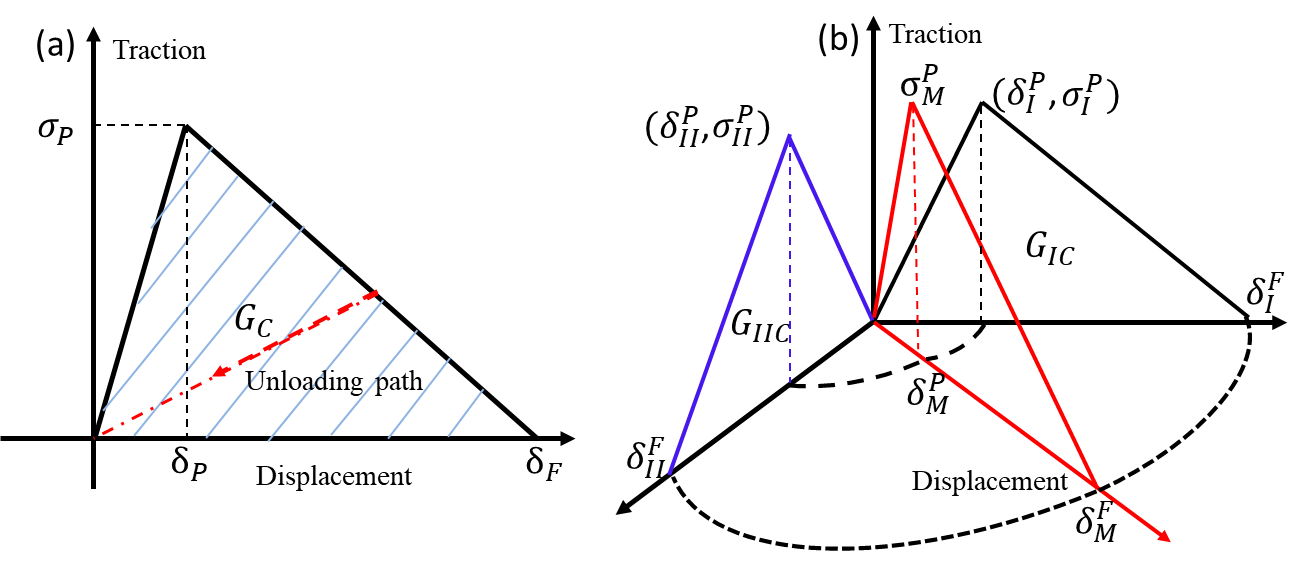 (a)
Traction
σ_P
G_C
Unloading path
δ_P
Displacement
δ_F
(b)
Traction
σ_M^P
(δ_I^P,σ_I^P)
(δ_II^P,σ_II^P)
G_IC
δ_I^F
G_IIC
δ_M^P
δ_II^F
Displacement
δ_M^F